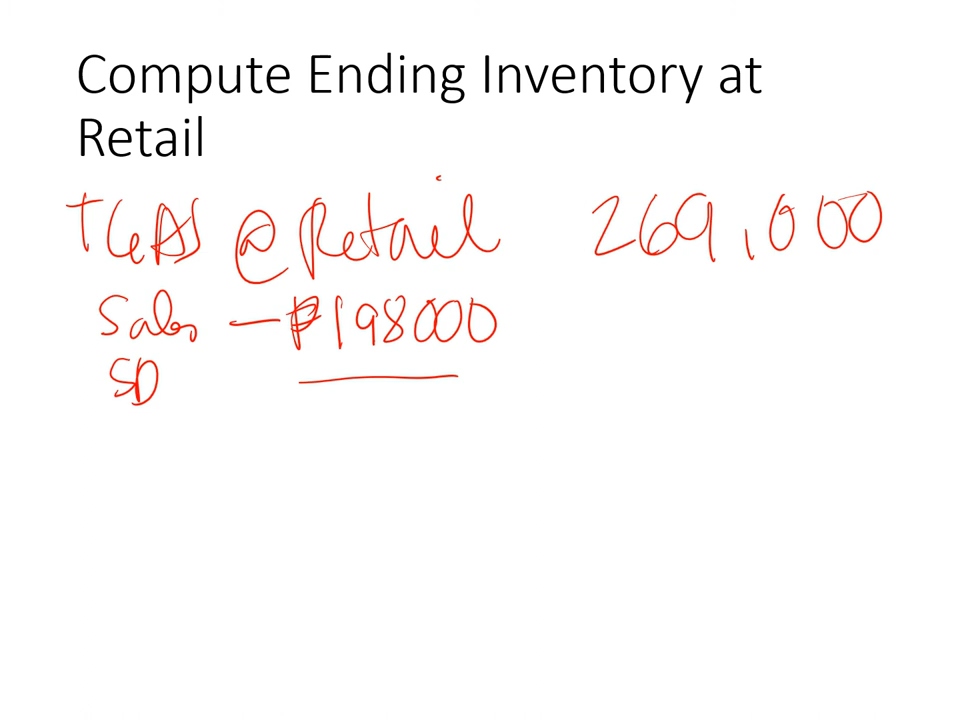 Compute Ending Inventory at
Retail
TGAS @ Retail 269,000
Sales — ₱198000
SD